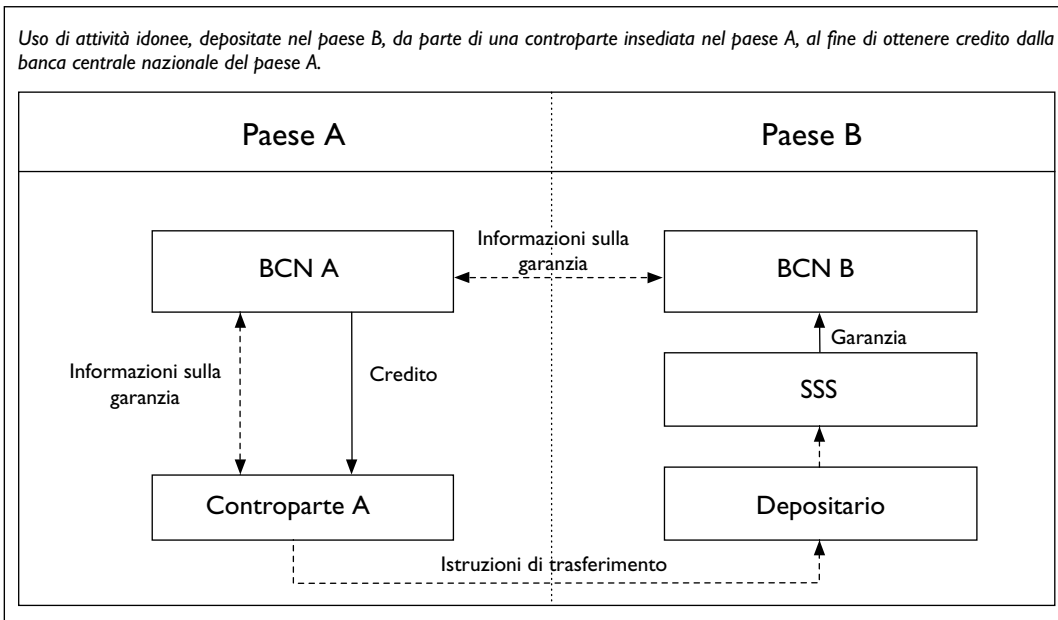 Uso di attività idonee, depositate nel paese B, da parte di una controparte insediata nel paese A, al fine di ottenere credito dalla
banca centrale nazionale del paese A.
Paese A
Paese B
Informazioni sulla
garanzia
BCN A
BCN B
Garanzia
Informazioni sulla
garanzia
Credito
SSS
Controparte A
Depositario
Istruzioni di trasferimento